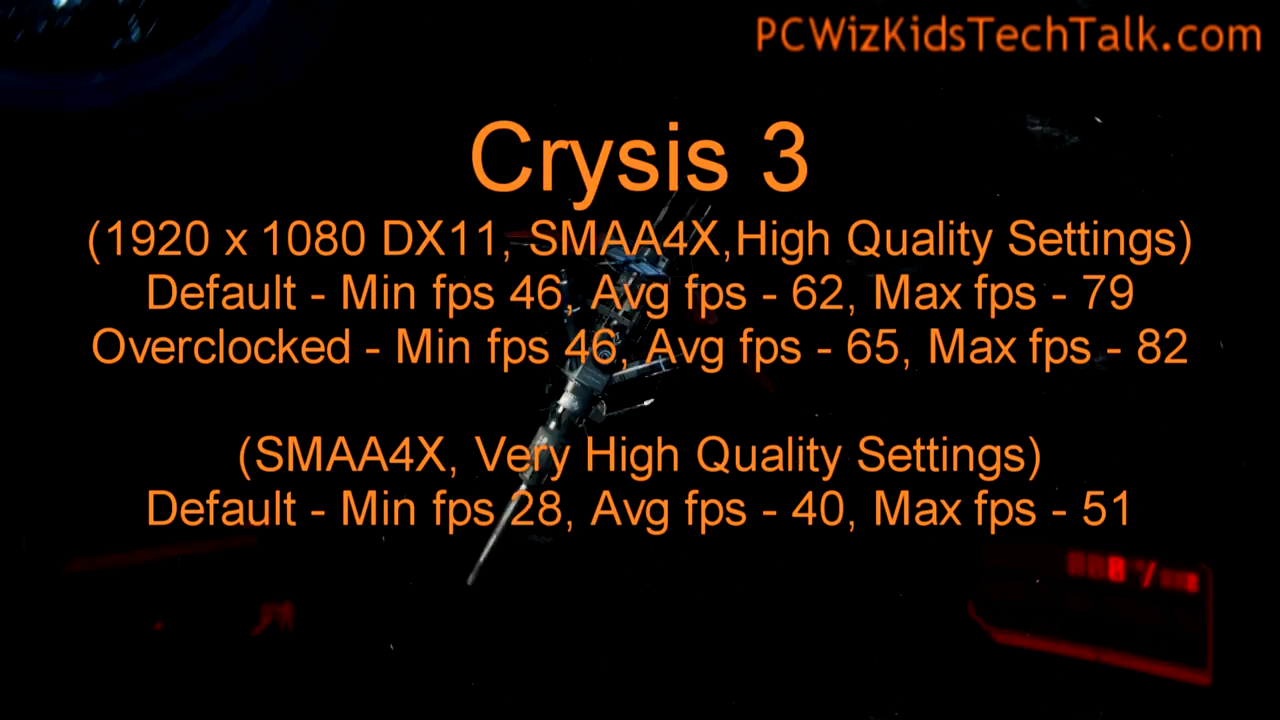 PCWizKidsTechTalk.com
Crysis 3
(1920 x 1080 DX11, SMAA4X,High Quality Settings)
Default - Min fps 46, Avg fps - 62, Max fps - 79
Overclocked - Min fps 46, Avg fps - 65, Max fps - 82
(SMAA4X, Very High Quality Settings)
Default - Min fps 28, Avg fps - 40, Max fps - 51